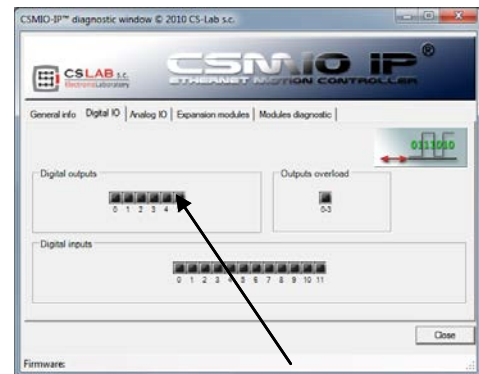 CSMIO-IP™ diagnostic window © 2010 CS-Lab s.c.
CSLAB s.c.
ElectronicLaboratory
CSMIO IP®
ETHERNET MOTION CONTROLLER
General info Digital IO Analog IO Expansion modules Modules diagnostic
0111010
Digital outputs
0 1 2 3 4
Outputs overload
0-3
Digital inputs
0 1 2 3 4 5 6 7 8 9 10 11
Close
Firmware: